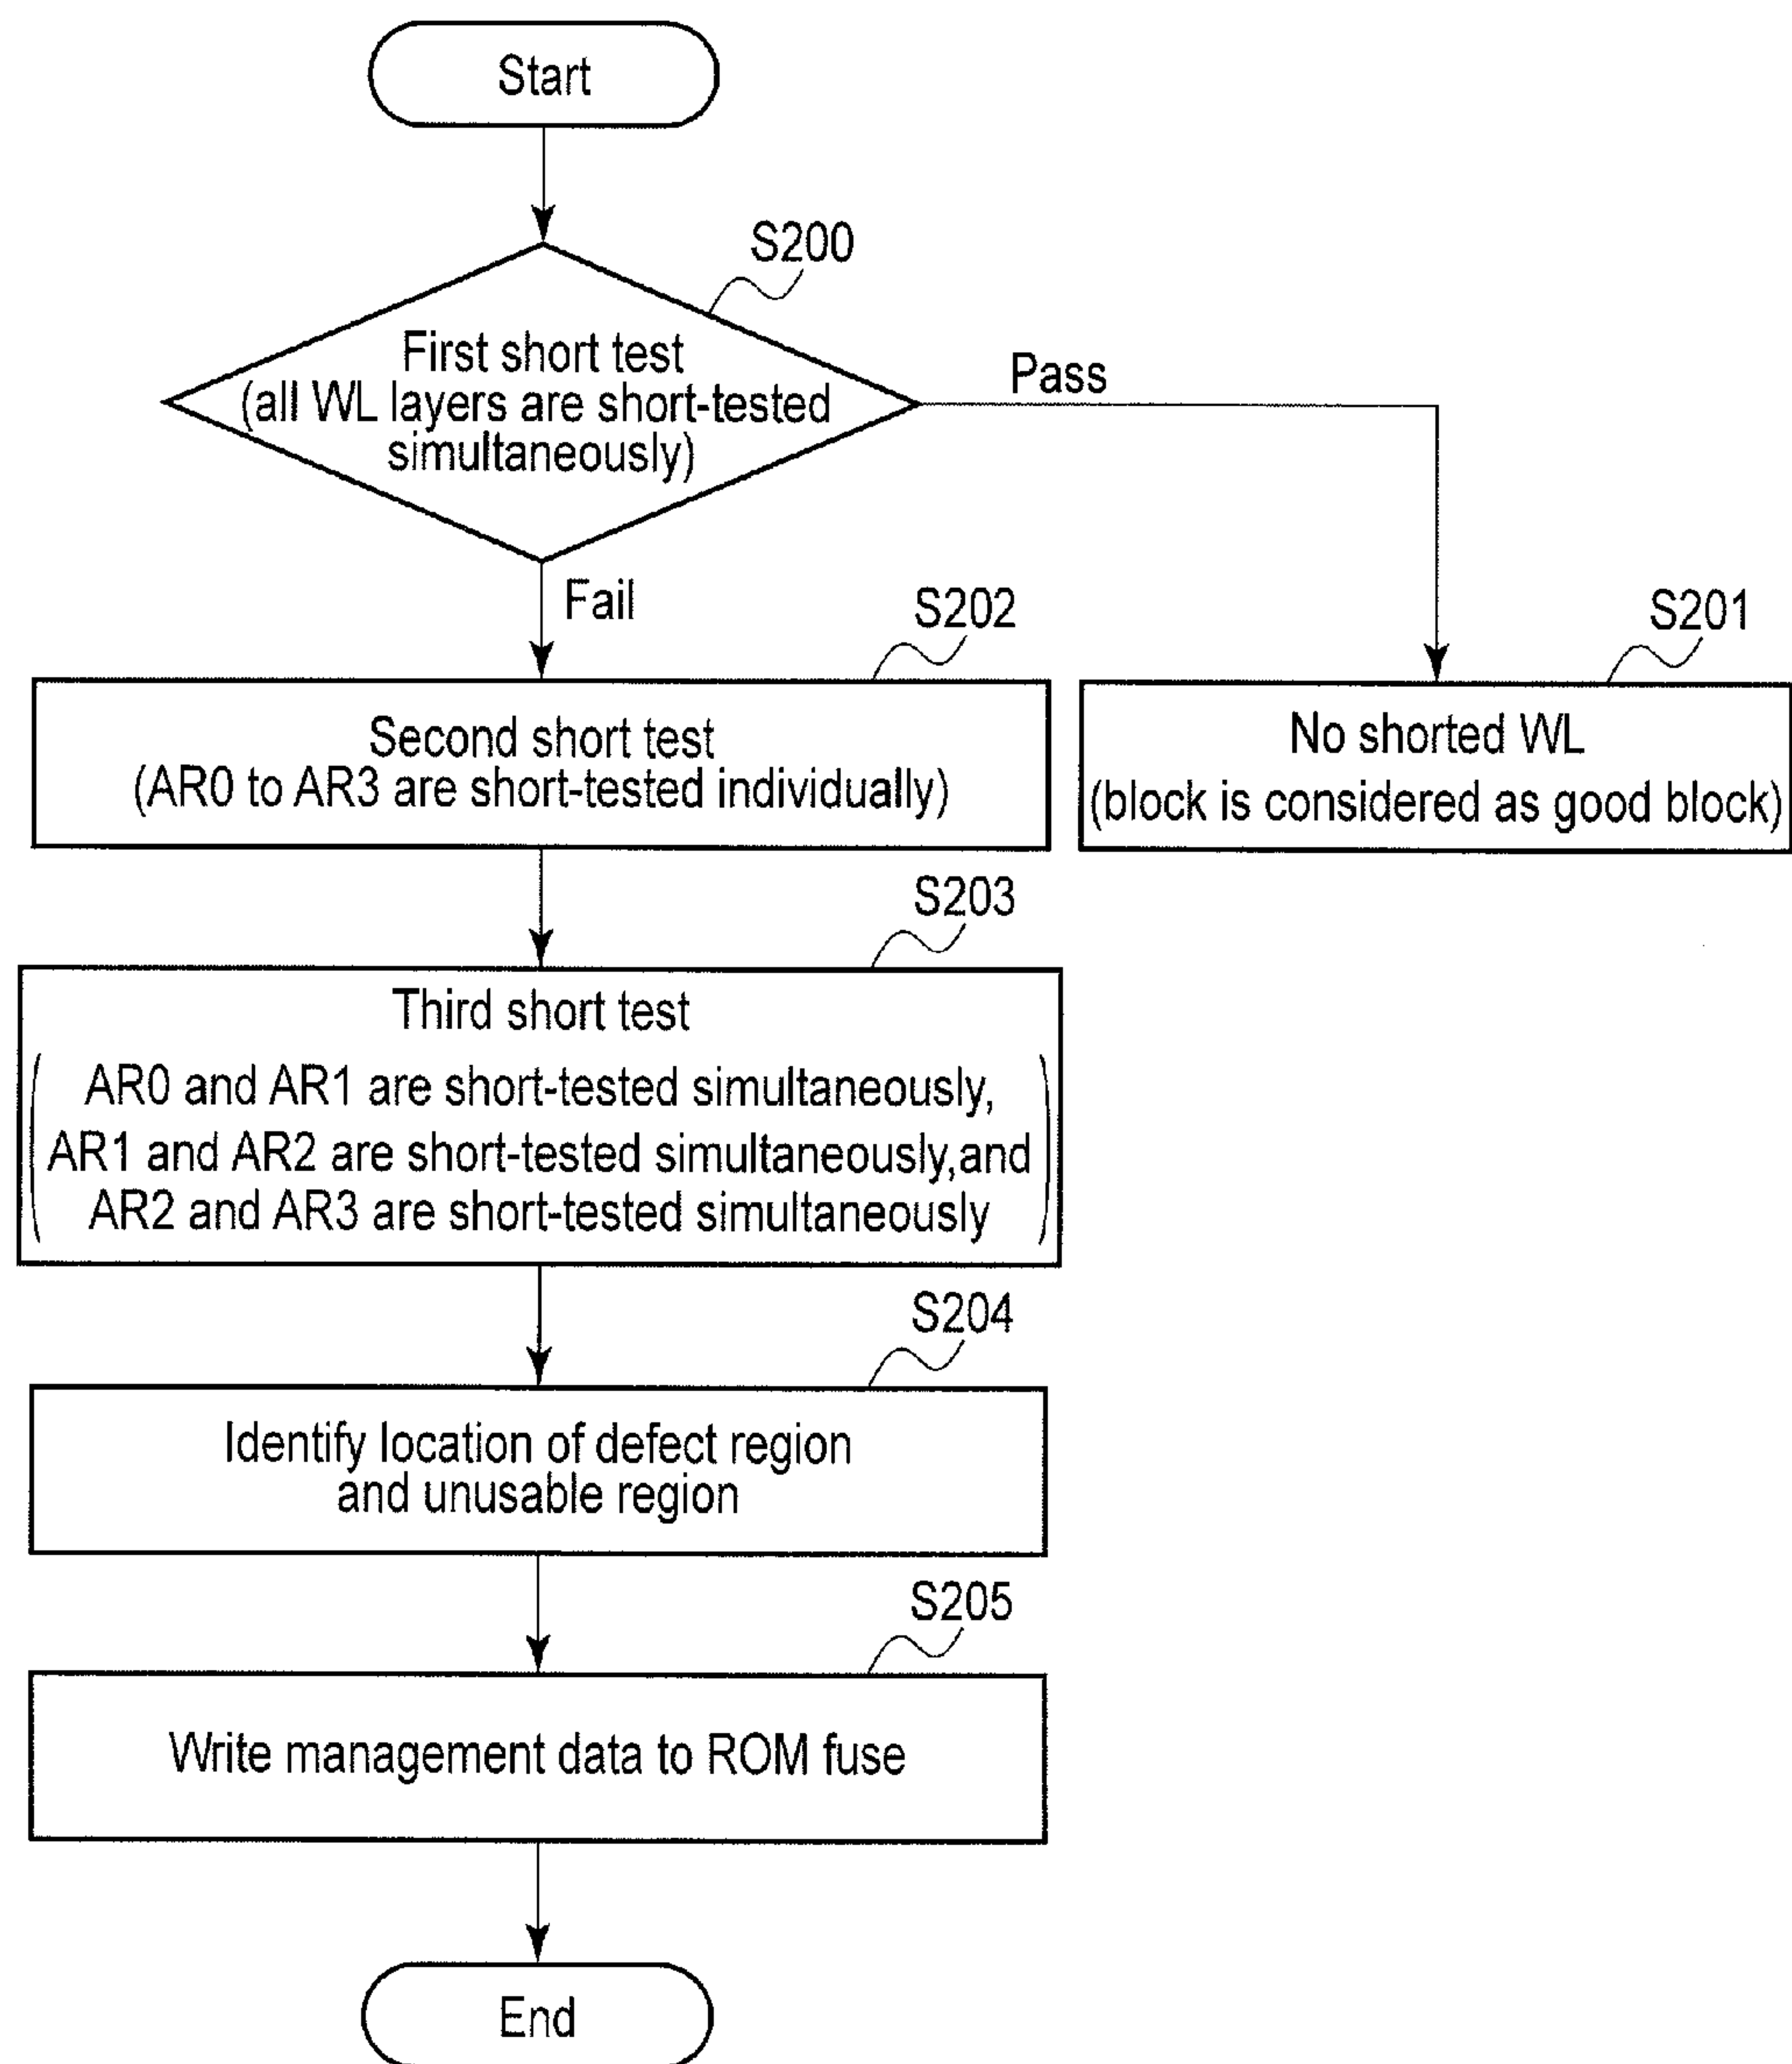 Start
S200
First short test
(all WL layers are short-tested
simultaneously)
Pass
Fail
S202
S201
Second short test
(AR0 to AR3 are short-tested individually)
No shorted WL
(block is considered as good block)
S203
Third short test
AR0 and AR1 are short-tested simultaneously,
AR1 and AR2 are short-tested simultaneously,and
AR2 and AR3 are short-tested simultaneously
S204
Identify location of defect region
and unusable region
S205
Write management data to ROM fuse
End